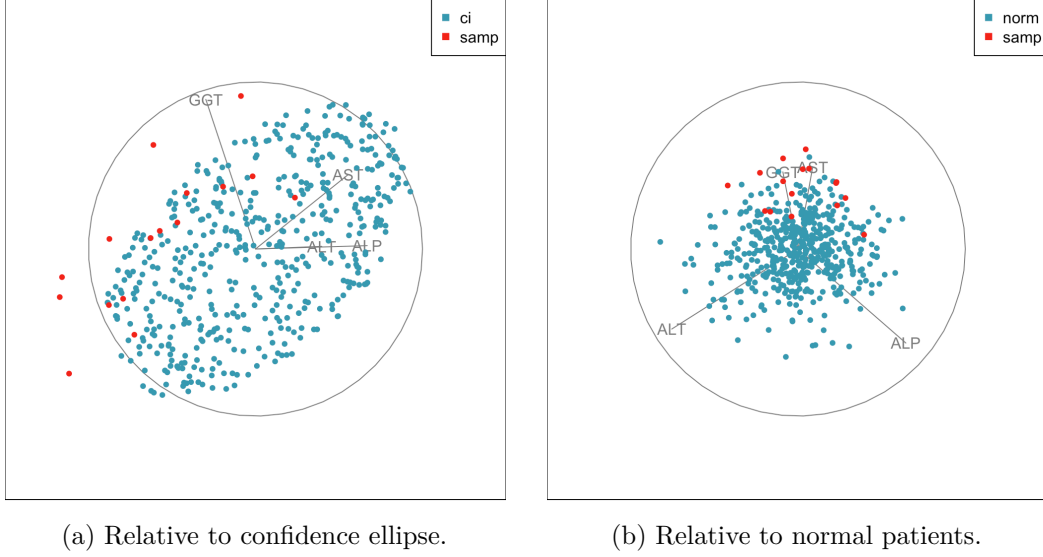 ci
samp
GGT
AST
ALT ALP
norm
samp
GGT AST
ALT
ALP
(a) Relative to confidence ellipse.
(b) Relative to normal patients.